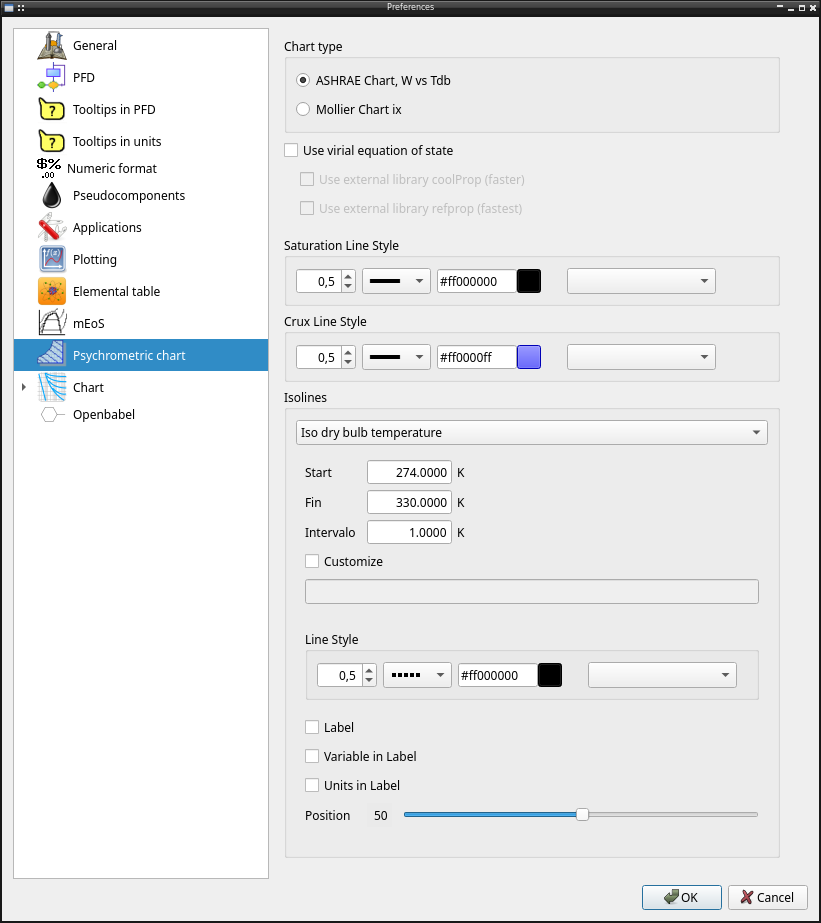 Preferences
General
PFD
Tooltips in PFD
Tooltips in units
Numeric format
Pseudocomponents
Applications
Plotting
Elemental table
mEoS
Psychrometric chart
Chart
Openbabel
Chart type
ASHRAE Chart, W vs Tdb
Mollier Chart ix
Use virial equation of state
Use external library coolProp (faster)
Use external library refprop (fastest)
Saturation Line Style
0,5 #ff000000
Crux Line Style
0,5 #ff0000ff
Isolines
Iso dry bulb temperature
Start 274.0000 K
Fin 330.0000 K
Intervalo 1.0000 K
Customize
Line Style
0,5 #ff000000
Label
Variable in Label
Units in Label
Position 50
OK Cancel